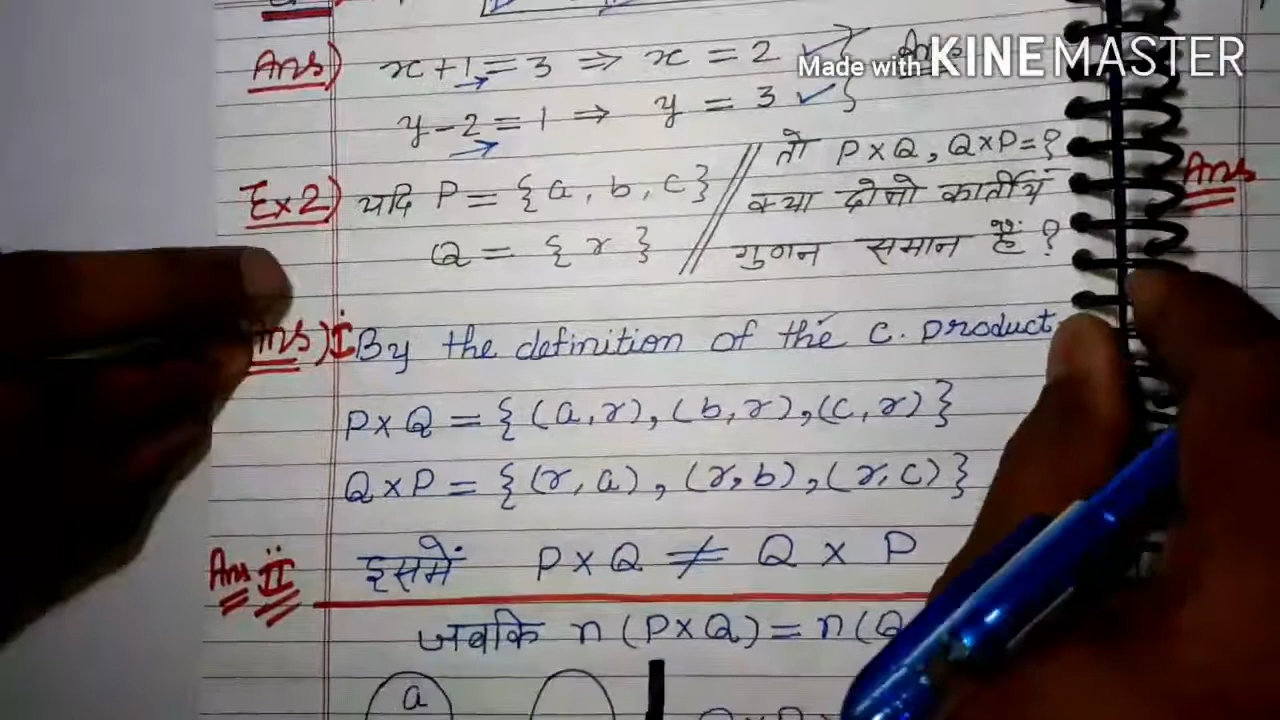 Ans) x+1=3 ⇒ x = 2 ✓
Made with KINEMASTER
y-2=1 ⇒ y = 3 ✓
Ex2) यदि P = {a, b, c} // तो P×Q, Q×P=?
Q = {r} // क्या दोनो कार्तीय
गुणन समान हैं ?
Ans
Ans) I By the definition of the C. product
P×Q = {(a,r), (b,r), (c,r)}
Q×P = {(r,a), (r,b), (r,c)}
Ans II इसमें P×Q ≠ Q×P
जबकि n(P×Q)=n(Q
a